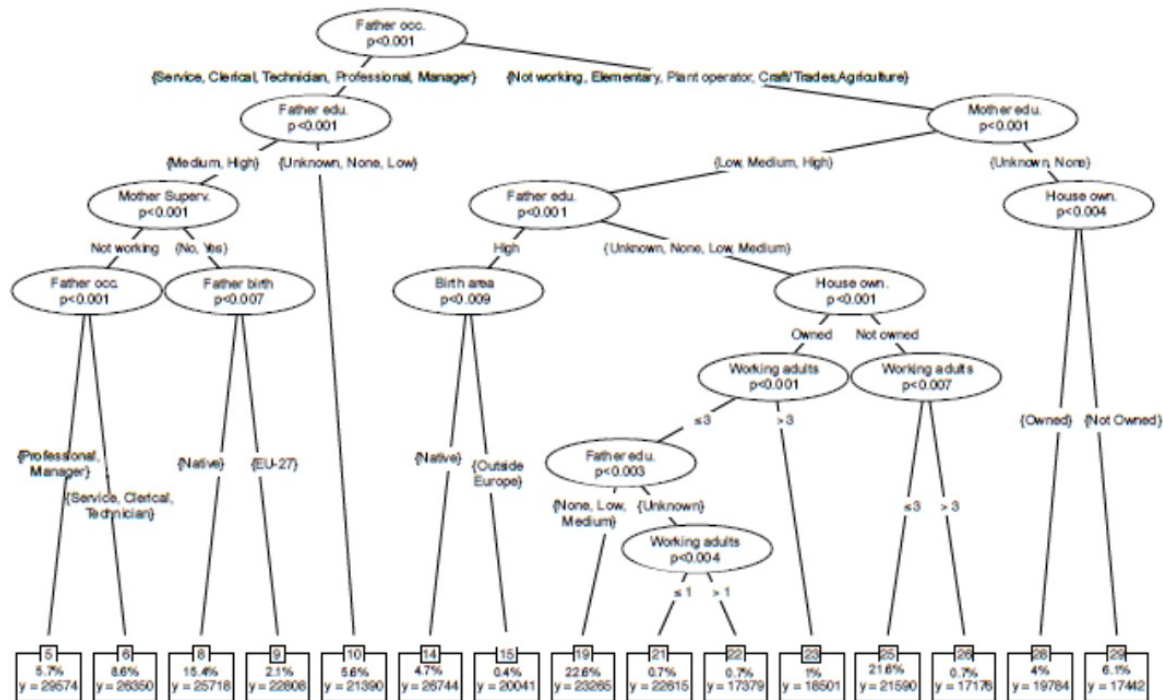 Father occ.
p<0.001
{Service, Clerical, Technician, Professional, Manager}
{Not working, Elementary, Plant operator, Craft/Trades,Agriculture}
Father edu.
p<0.001
Mother edu.
p<0.001
{Medium, High}
{Unknown, None, Low}
{Low, Medium, High}
{Unknown, None}
Mother Superv.
p<0.001
Father edu.
p<0.001
House own.
p<0.004
Not working
{No, Yes}
High
{Unknown, None, Low, Medium}
Father occ.
p<0.001
Father birth
p<0.007
Birth area
p<0.009
House own.
p<0.001
Owned
Not owned
Working adults
p<0.001
Working adults
p<0.007
≤3
>3
{Owned}
{Not Owned}
{Professional,
Manager}
{Native}
{EU-27}
{Native}
{Outside
Europe}
Father edu.
p<0.003
{Service, Clerical,
Technician}
{None, Low,
Medium}
{Unknown}
≤3
> 3
Working adults
p<0.004
≤ 1
> 1
5
5.7%
y = 29574
6
8.6%
y = 26350
8
15.4%
y = 25718
9
2.1%
y = 22808
10
5.6%
y = 21390
14
4.7%
y = 26744
15
0.4%
y = 20041
19
22.6%
y = 23265
21
0.7%
y = 22615
22
0.7%
y = 17379
23
1%
y = 18501
25
21.6%
y = 21590
26
0.7%
y = 17176
28
4%
y = 19784
29
6.1%
y = 17442